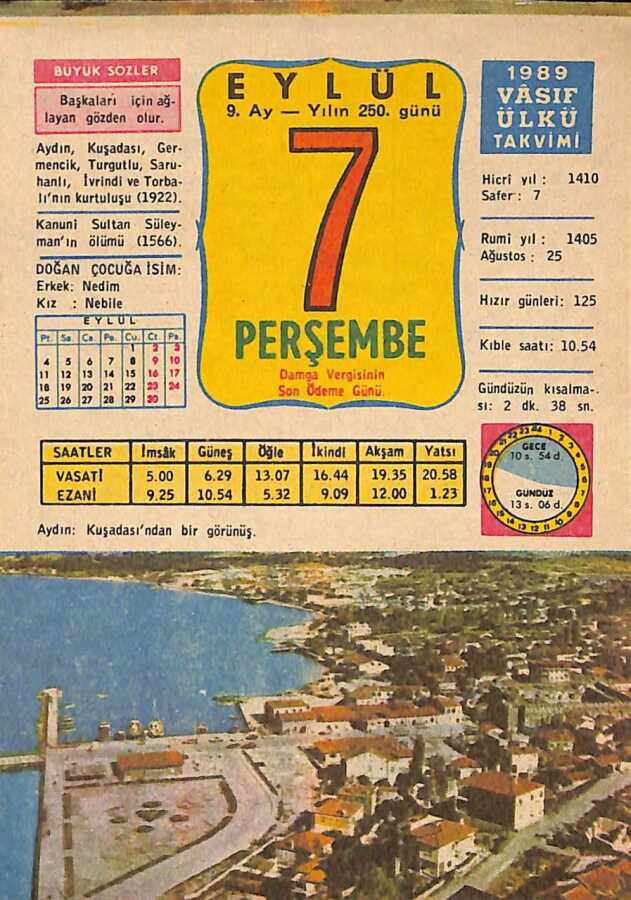 BÜYÜK SÖZLER
Başkaları için ağ-
layan gözden olur.
Aydın, Kuşadası, Ger-
mencik, Turgutlu, Saru-
hanlı, İvrindi ve Torba-
lı'nın kurtuluşu (1922).
Kanuni Sultan Süley-
man'ın ölümü (1566).
DOĞAN ÇOCUĞA İSİM:
Erkek: Nedim
Kız : Nebile
EYLÜL
Pt. Sa. Ça. Pe. Cu. Ct. Pa.
1 2 3
4 5 6 7 8 9 10
11 12 13 14 15 16 17
18 19 20 21 22 23 24
25 26 27 28 29 30
EYLÜL
9. Ay — Yılın 250. günü
7
PERŞEMBE
Damga Vergisinin
Son Ödeme Günü.
1989
VÂSIF
ÜLKÜ
TAKVİMİ
Hicrî yıl : 1410
Safer : 7
Rumî yıl : 1405
Ağustos : 25
Hızır günleri: 125
Kıble saati: 10.54
Gündüzün kısalma-
sı: 2 dk. 38 sn.
SAATLER İmsâk Güneş Öğle İkindi Akşam Yatsı
VASATİ 5.00 6.29 13.07 16.44 19.35 20.58
EZANİ 9.25 10.54 5.32 9.09 12.00 1.23
GECE
10 s. 54 d.
GÜNDÜZ
13 s. 06 d.
Aydın: Kuşadası'ndan bir görünüş.